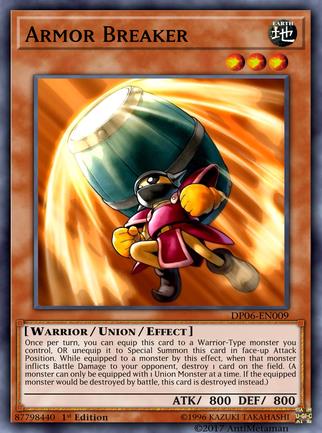 ARMOR BREAKER
EARTH
地
DP06-EN009
[WARRIOR/UNION/EFFECT]
Once per turn, you can equip this card to a Warrior-Type monster you
control, OR unequip it to Special Summon this card in face-up Attack
Position. While equipped to a monster by this effect, when that monster
inflicts Battle Damage to your opponent, destroy 1 card on the field. (A
monster can only be equipped with 1 Union Monster at a time. If the equipped
monster would be destroyed by battle, this card is destroyed instead.)
ATK/ 800 DEF/ 800
87798440 1st Edition ©1996 KAZUKI TAKAHASHI
©2017 AntiMetaman